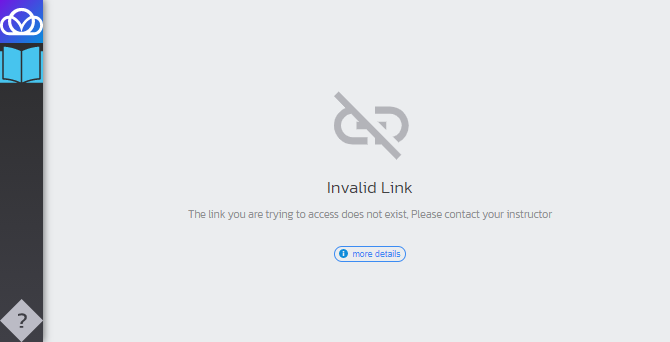 Invalid Link
The link you are trying to access does not exist, Please contact your instructor
more details
?